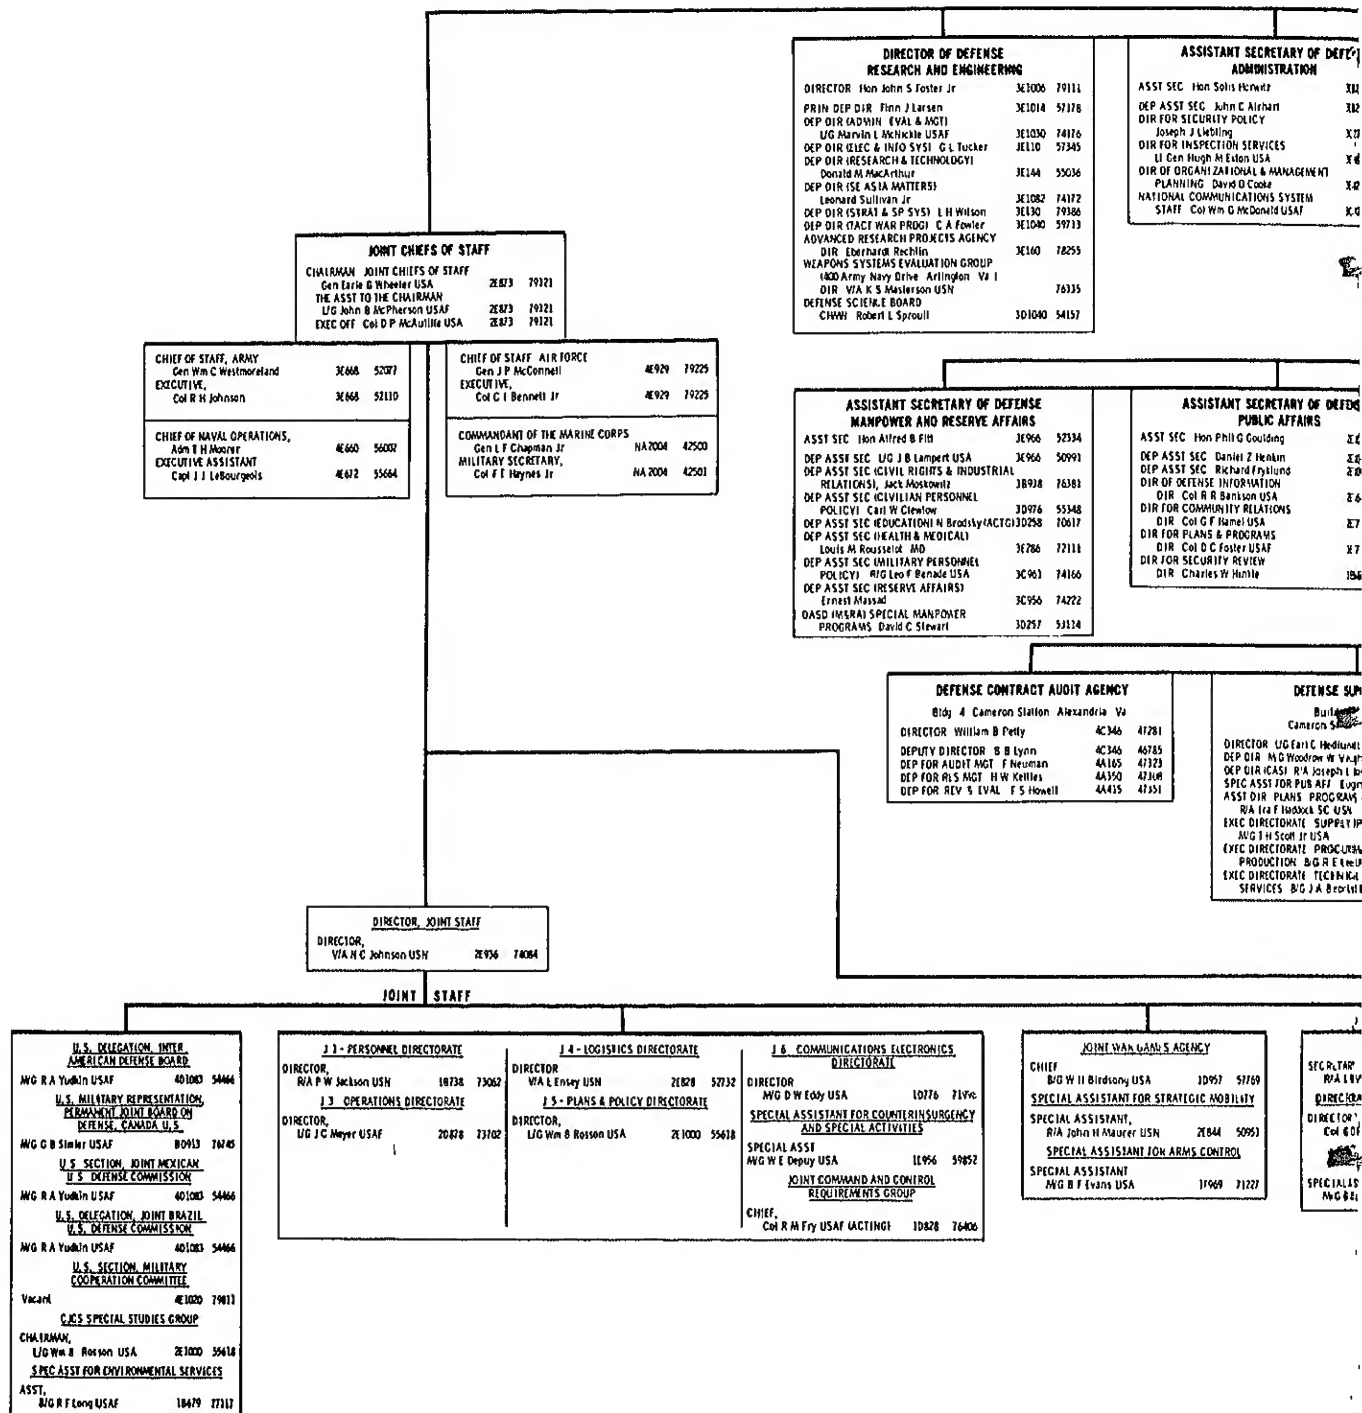 DIRECTOR OF DEFENSE
RESEARCH AND ENGINEERING
DIRECTOR Hon John S Foster Jr 3E1006 79111
PRIN DEP DIR Finn J Larsen 3E1014 57178
DEP DIR (ADMIN EVAL & MGT)
L/G Marvin L McNickle USAF 3E1030 74176
DEP DIR (ELEC & INFO SYS) G L Tucker 3E110 57345
DEP DIR (RESEARCH & TECHNOLOGY)
Donald M MacArthur 3E144 55036
DEP DIR (SE ASIA MATTERS)
Leonard Sullivan Jr 3E1082 74172
DEP DIR (STRAT & SP SYS) L H Wilson 3E130 79386
DEP DIR (TACT WAR PROG) C A Fowler 3E1040 59713
ADVANCED RESEARCH PROJECTS AGENCY
DIR Eberhardt Rechtin 3E160 78255
WEAPONS SYSTEMS EVALUATION GROUP
(400 Army Navy Drive Arlington Va)
DIR V/A K S Masterson USN 76335
DEFENSE SCIENCE BOARD
CHMN Robert L Sproull 3D1040 54157
ASSISTANT SECRETARY OF
ADMINISTRATION
ASST SEC Hon Solis Horwitz
DEP ASST SEC John C Airhart
DIR FOR SECURITY POLICY
Joseph J Liebling
DIR FOR INSPECTION SERVICES
Lt Gen Hugh M Exton USA
DIR OF ORGANIZATIONAL & MANAGEMENT
PLANNING David O Cooke
NATIONAL COMMUNICATIONS SYSTEM
STAFF Col Wm G McDonald USAF
JOINT CHIEFS OF STAFF
CHAIRMAN JOINT CHIEFS OF STAFF
Gen Earle G Wheeler USA 2E873 79121
THE ASST TO THE CHAIRMAN
L/G John B McPherson USAF 2E873 79121
EXEC OFF Col D P McAuliffe USA 2E873 79121
CHIEF OF STAFF, ARMY
Gen Wm C Westmoreland 3E668 52077
EXECUTIVE,
Col R H Johnson 3E668 52110
CHIEF OF NAVAL OPERATIONS,
Adm T H Moorer 4E660 56007
EXECUTIVE ASSISTANT
Capt J J LeBourgeois 4E672 55664
CHIEF OF STAFF AIR FORCE
Gen J P McConnell 4E929 79225
EXECUTIVE,
Col G I Bennett Jr 4E929 79225
COMMANDANT OF THE MARINE CORPS
Gen L F Chapman Jr NA2004 42500
MILITARY SECRETARY,
Col F E Haynes Jr NA2004 42501
ASSISTANT SECRETARY OF DEFENSE
MANPOWER AND RESERVE AFFAIRS
ASST SEC Hon Alfred B Fitt 3E966 52334
DEP ASST SEC L/G J B Lampert USA 3E966 50991
DEP ASST SEC (CIVIL RIGHTS & INDUSTRIAL
RELATIONS), Jack Moskowitz 3B938 76381
DEP ASST SEC (CIVILIAN PERSONNEL
POLICY) Carl W Clewlow 3D976 55348
DEP ASST SEC (EDUCATION) N Brodsky(ACTG) 3D258 70617
DEP ASST SEC (HEALTH & MEDICAL)
Louis M Rousselot MD 3E286 72111
DEP ASST SEC (MILITARY PERSONNEL
POLICY) B/G Leo F Benade USA 3C963 74166
DEP ASST SEC (RESERVE AFFAIRS)
Ernest Massad 3C956 74222
OASD (M&RA) SPECIAL MANPOWER
PROGRAMS David C Stewart 3D257 53114
ASSISTANT SECRETARY OF
PUBLIC AFFAIRS
ASST SEC Hon Phil G Goulding
DEP ASST SEC Daniel Z Henkin
DEP ASST SEC Richard Fryklund
DIR OF DEFENSE INFORMATION
DIR Col R R Bankson USA
DIR FOR COMMUNITY RELATIONS
DIR Col G F Hamel USA
DIR FOR PLANS & PROGRAMS
DIR Col D C Foster USAF
DIR FOR SECURITY REVIEW
DIR Charles W Hinkle
DEFENSE CONTRACT AUDIT AGENCY
Bldg 4 Cameron Station Alexandria Va
DIRECTOR William B Petty 4C346 47281
DEPUTY DIRECTOR B B Lynn 4C346 46785
DEP FOR AUDIT MGT F Neuman 4A165 47323
DEP FOR RES MGT H W Kettles 4A350 47308
DEP FOR REV & EVAL F S Howell 4A415 47351
DEFENSE
Cameron
DIRECTOR L/G Earl C Hedlund
DEP DIR M/G Woodrow W
DEP DIR (CAS) R/A Joseph L
SPEC ASST FOR PUB AFF
ASST DIR PLANS PROGRAMS
R/A Ira F Haddock SC USN
EXEC DIRECTORATE SUPPLY
M/G T H Scott Jr USA
EXEC DIRECTORATE
PRODUCTION B/G R E
EXEC DIRECTORATE
SERVICES B/G J A
DIRECTOR, JOINT STAFF
DIRECTOR,
V/A N C Johnson USN 2E936 74084
JOINT STAFF
U.S. DELEGATION, INTER
AMERICAN DEFENSE BOARD
M/G R A Yudkin USAF 4D1083 54466
U.S. MILITARY REPRESENTATION,
PERMANENT JOINT BOARD ON
DEFENSE, CANADA U.S
M/G G B Simler USAF BD913 76745
U S SECTION, JOINT MEXICAN
U S DEFENSE COMMISSION
M/G R A Yudkin USAF 4D1083 54466
U.S. DELEGATION, JOINT BRAZIL
U.S. DEFENSE COMMISSION
M/G R A Yudkin USAF 4D1083 54466
U.S. SECTION, MILITARY
COOPERATION COMMITTEE
Vacant 4E1020 79811
CJCS SPECIAL STUDIES GROUP
CHAIRMAN,
L/G Wm B Rosson USA 2E1000 55618
SPEC ASST FOR ENVIRONMENTAL SERVICES
ASST,
B/G R F Long USAF 1B479 77117
J 1 - PERSONNEL DIRECTORATE
DIRECTOR,
R/A P W Jackson USN 1B738 73062
J 3 OPERATIONS DIRECTORATE
DIRECTOR,
L/G J C Meyer USAF 2D878 73702
J 4 - LOGISTICS DIRECTORATE
DIRECTOR
V/A L Ensey USN 2E828 52732
J 5 - PLANS & POLICY DIRECTORATE
DIRECTOR,
L/G Wm B Rosson USA 2E1000 55618
J 6 COMMUNICATIONS ELECTRONICS
DIRECTORATE
DIRECTOR
M/G D W Eddy USA 1D776
SPECIAL ASSISTANT FOR COUNTERINSURGENCY
AND SPECIAL ACTIVITIES
SPECIAL ASST
M/G W E Depuy USA 1E956 59852
JOINT COMMAND AND CONTROL
REQUIREMENTS GROUP
CHIEF,
Col R M Fry USAF (ACTING) 1D828 76406
JOINT WAR GAMES AGENCY
CHIEF
B/G W H Birdsong USA 1D957 57769
SPECIAL ASSISTANT FOR STRATEGIC MOBILITY
SPECIAL ASSISTANT,
R/A John H Maurer USN 2E844 50951
SPECIAL ASSISTANT FOR ARMS CONTROL
SPECIAL ASSISTANT
M/G B F Evans USA 1E969 71227
DIRECTOR
Col
M/G